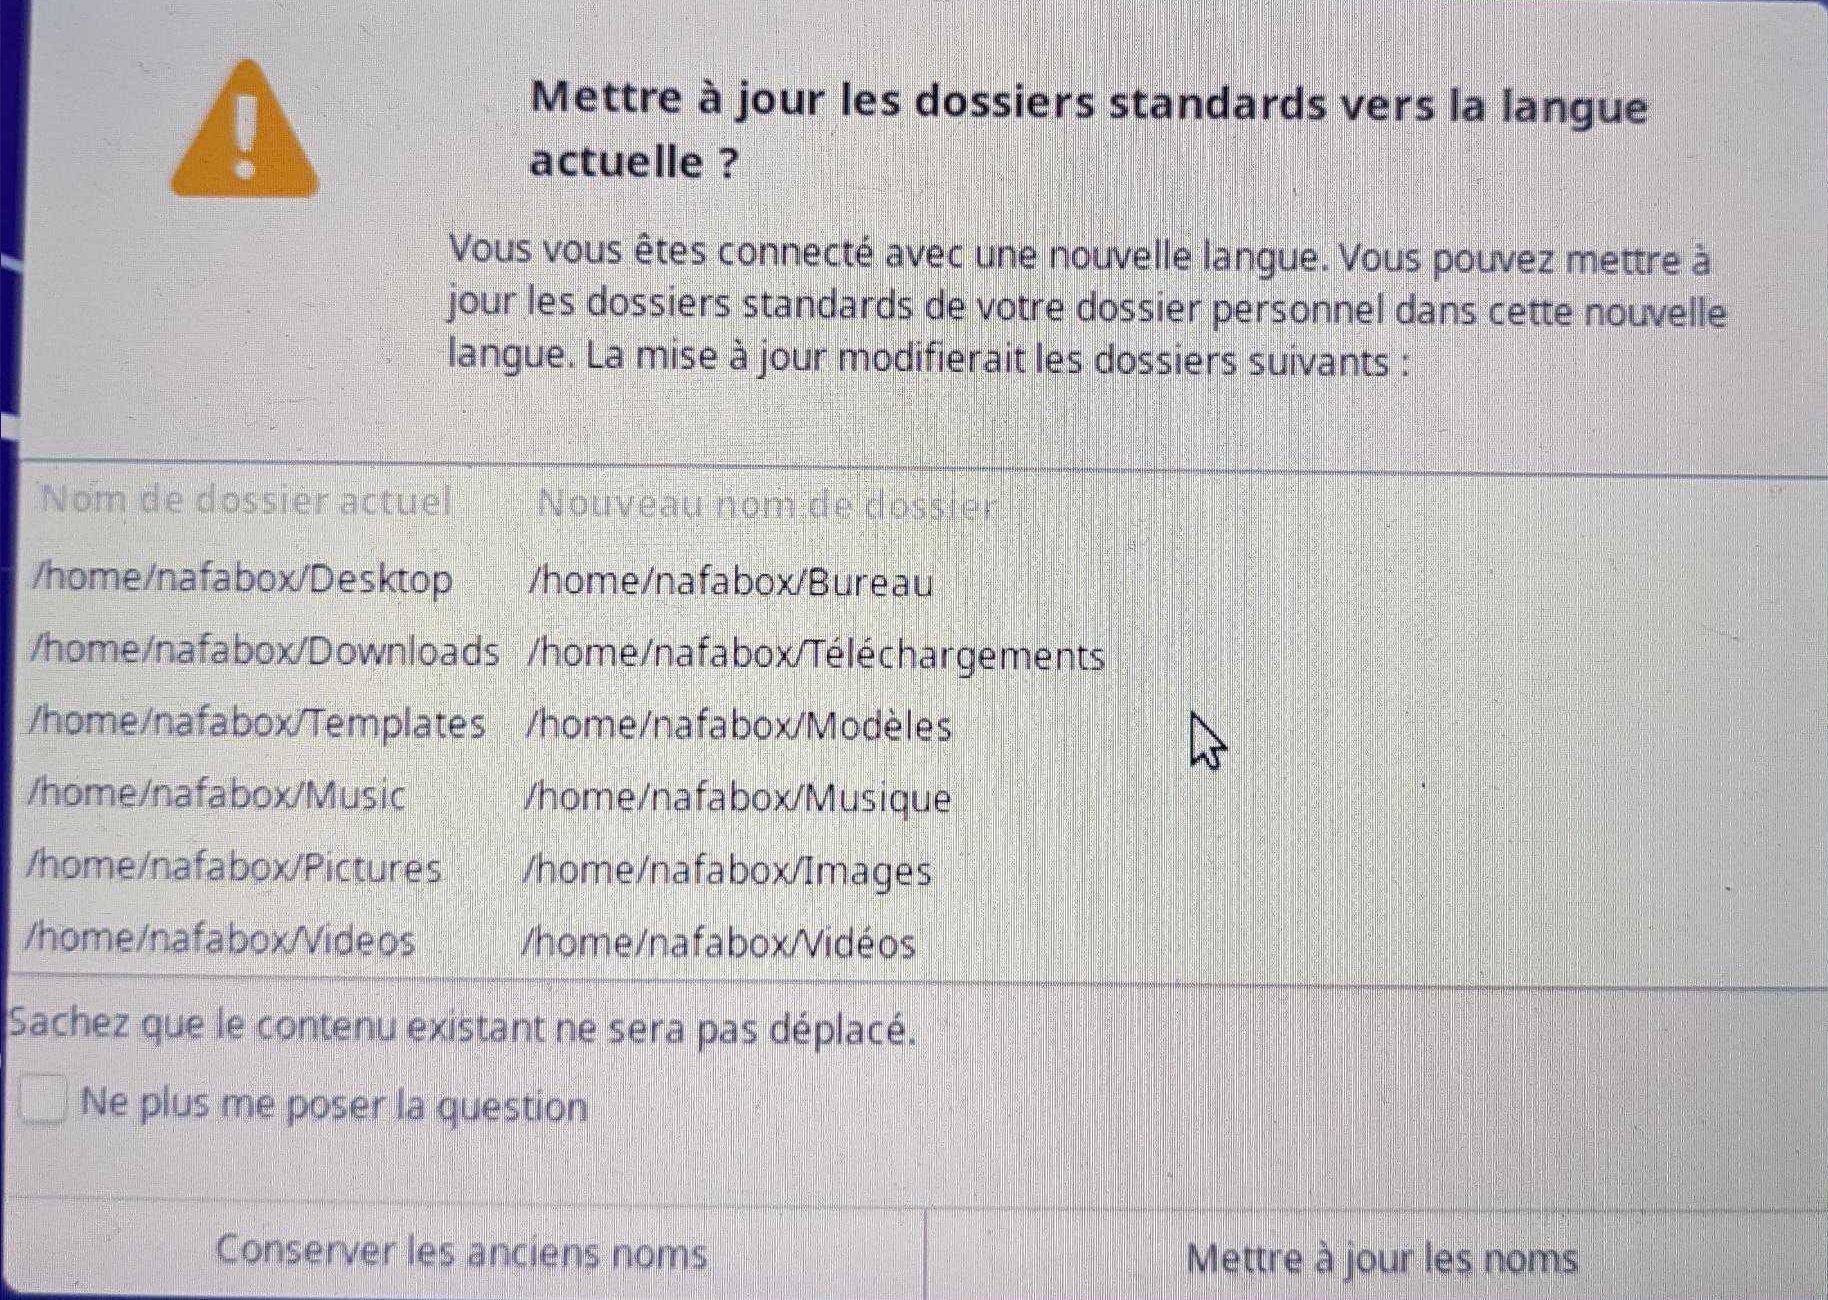 Mettre à jour les dossiers standards vers la langue
actuelle ?
Vous vous êtes connecté avec une nouvelle langue. Vous pouvez mettre à
jour les dossiers standards de votre dossier personnel dans cette nouvelle
langue. La mise à jour modifierait les dossiers suivants :
Nom de dossier actuel Nouveau nom de dossier
/home/nafabox/Desktop /home/nafabox/Bureau
/home/nafabox/Downloads /home/nafabox/Téléchargements
/home/nafabox/Templates /home/nafabox/Modèles
/home/nafabox/Music /home/nafabox/Musique
/home/nafabox/Pictures /home/nafabox/Images
/home/nafabox/Videos /home/nafabox/Vidéos
Sachez que le contenu existant ne sera pas déplacé.
Ne plus me poser la question
Conserver les anciens noms Mettre à jour les noms